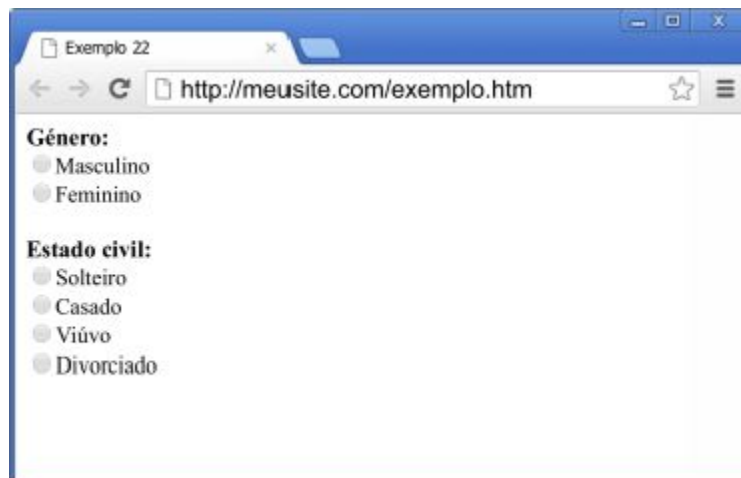 Exemplo 22
http://meusite.com/exemplo.htm
Género:
Masculino
Feminino
Estado civil:
Solteiro
Casado
Viúvo
Divorciado